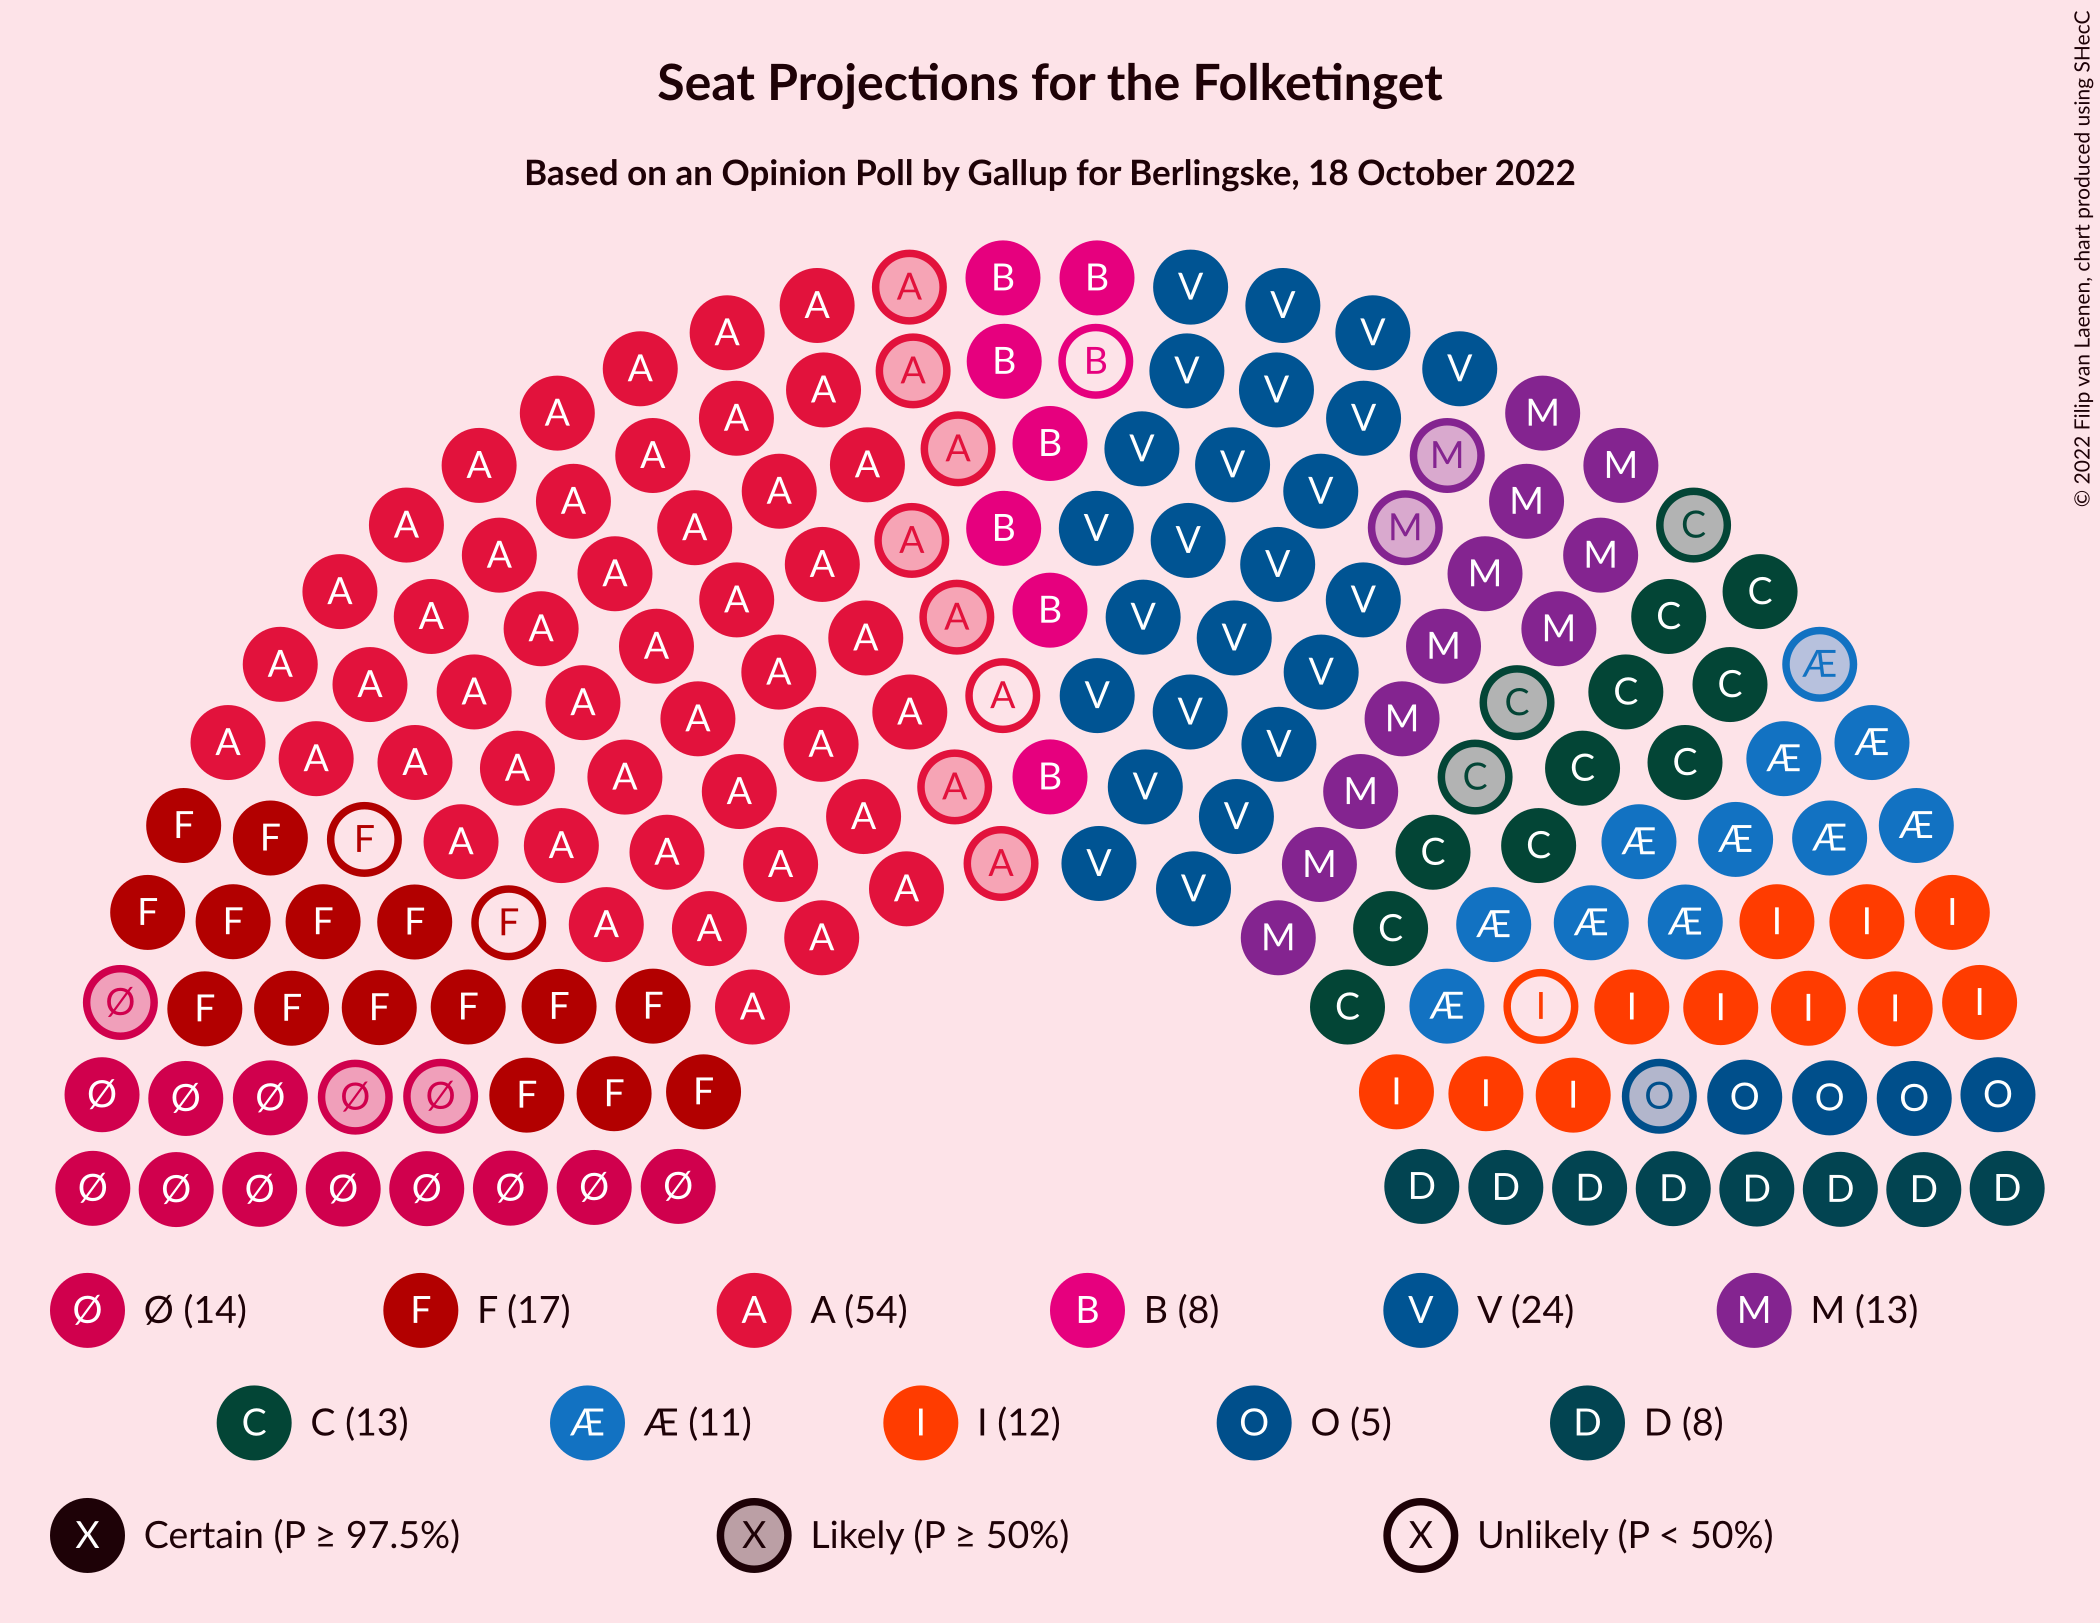 Seat Projections for the Folketinget
Based on an Opinion Poll by Gallup for Berlingske, 18 October 2022
© 2022 Filip van Laenen, chart produced using SHecC
A B B V
A V
A V
A A B B V V
A A V M
A A B V M
A A V M M
A A V
A A A B V V M C
A A V M M
A A A V V C
A A B V M C
A A A V V M Æ
A A A A V C C
A A A V M C
A A B V Æ
A A A A V M C C Æ
A A A V M
A A F A A A A V M C C Æ Æ Æ
F F Æ
F F F F F A A A A V M C Æ Æ Æ I I I
Ø F F F F F F A C Æ I I I I I I
Ø Ø Ø Ø Ø F F F I I I O O O O O
Ø Ø Ø Ø Ø Ø Ø Ø D D D D D D D D
Ø Ø (14) F F (17) A A (54) B B (8) V V (24) M M (13)
C C (13) Æ Æ (11) I I (12) O O (5) D D (8)
X Certain (P ≥ 97.5%) X Likely (P ≥ 50%) X Unlikely (P < 50%)